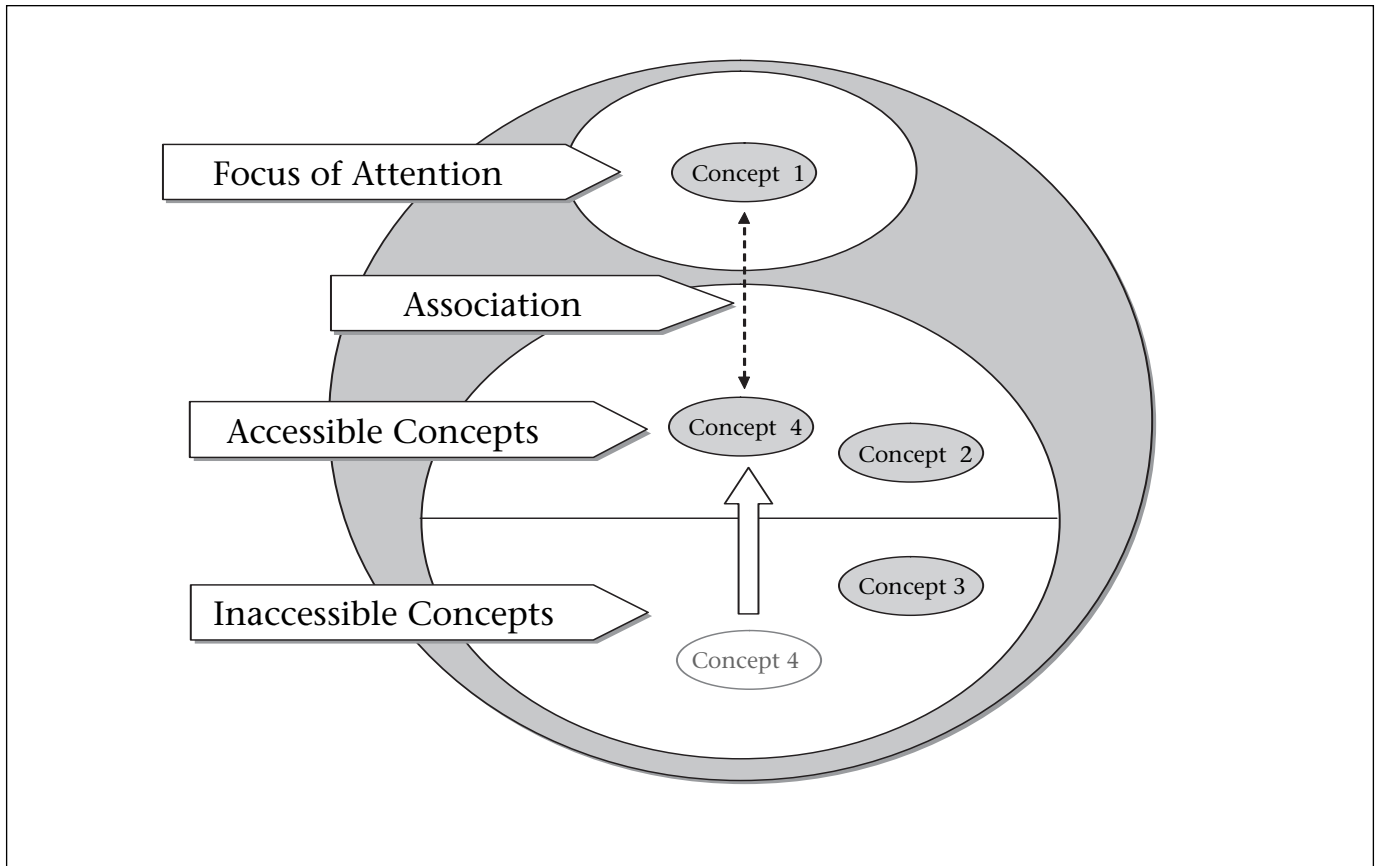 Focus of Attention
Concept 1
Association
Accessible Concepts
Concept 4
Concept 2
Inaccessible Concepts
Concept 3
Concept 4